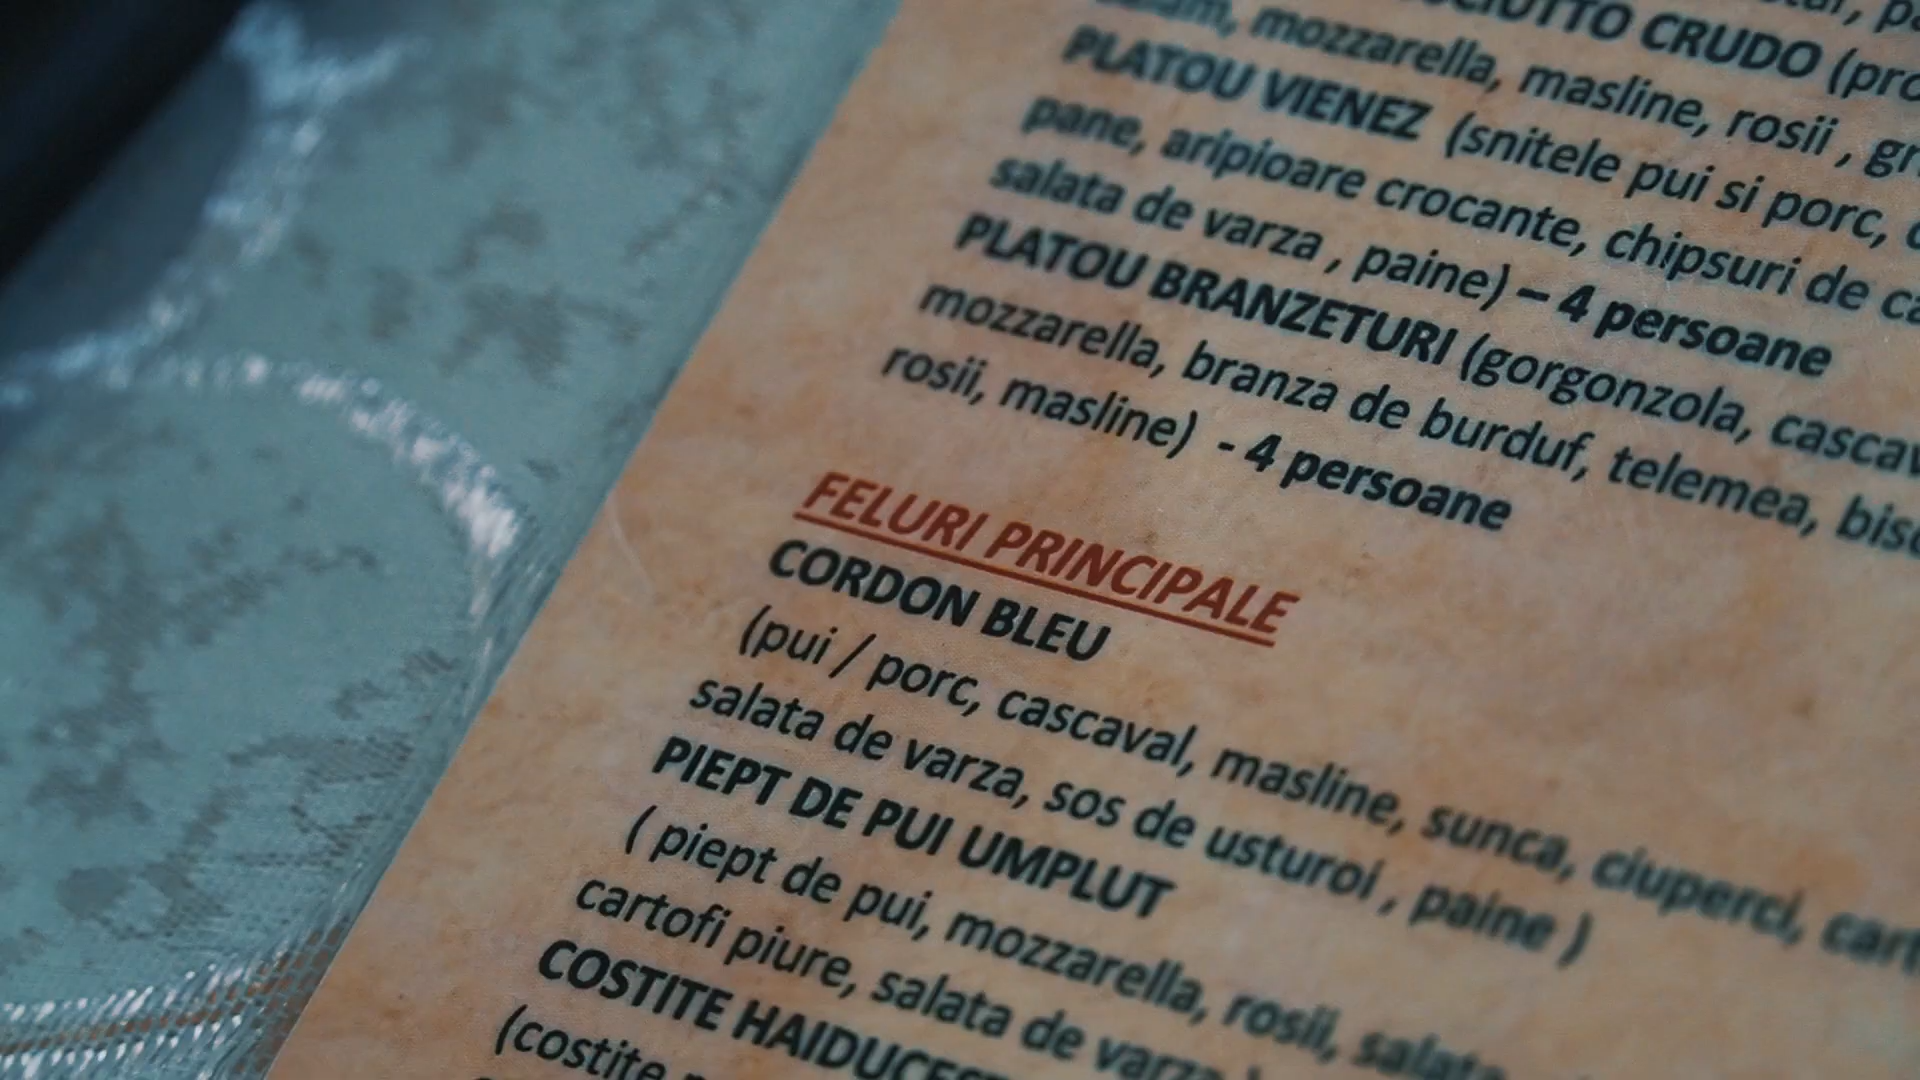 CRUDO
mozzarella, masline, rosii ,
PLATOU VIENEZ (snitele pui si porc,
pane, aripioare crocante, chipsuri de
salata de varza , paine) – 4 persoane
PLATOU BRANZETURI (gorgonzola,
mozzarella, branza de burduf, telemea,
rosii, masline) - 4 persoane
FELURI PRINCIPALE
CORDON BLEU
(pui / porc, cascaval, masline, sunca, ciuperci,
salata de varza, sos de usturoi , paine )
PIEPT DE PUI UMPLUT
( piept de pui, mozzarella, rosii, salata
cartofi piure, salata de varza
COSTITE
(costite